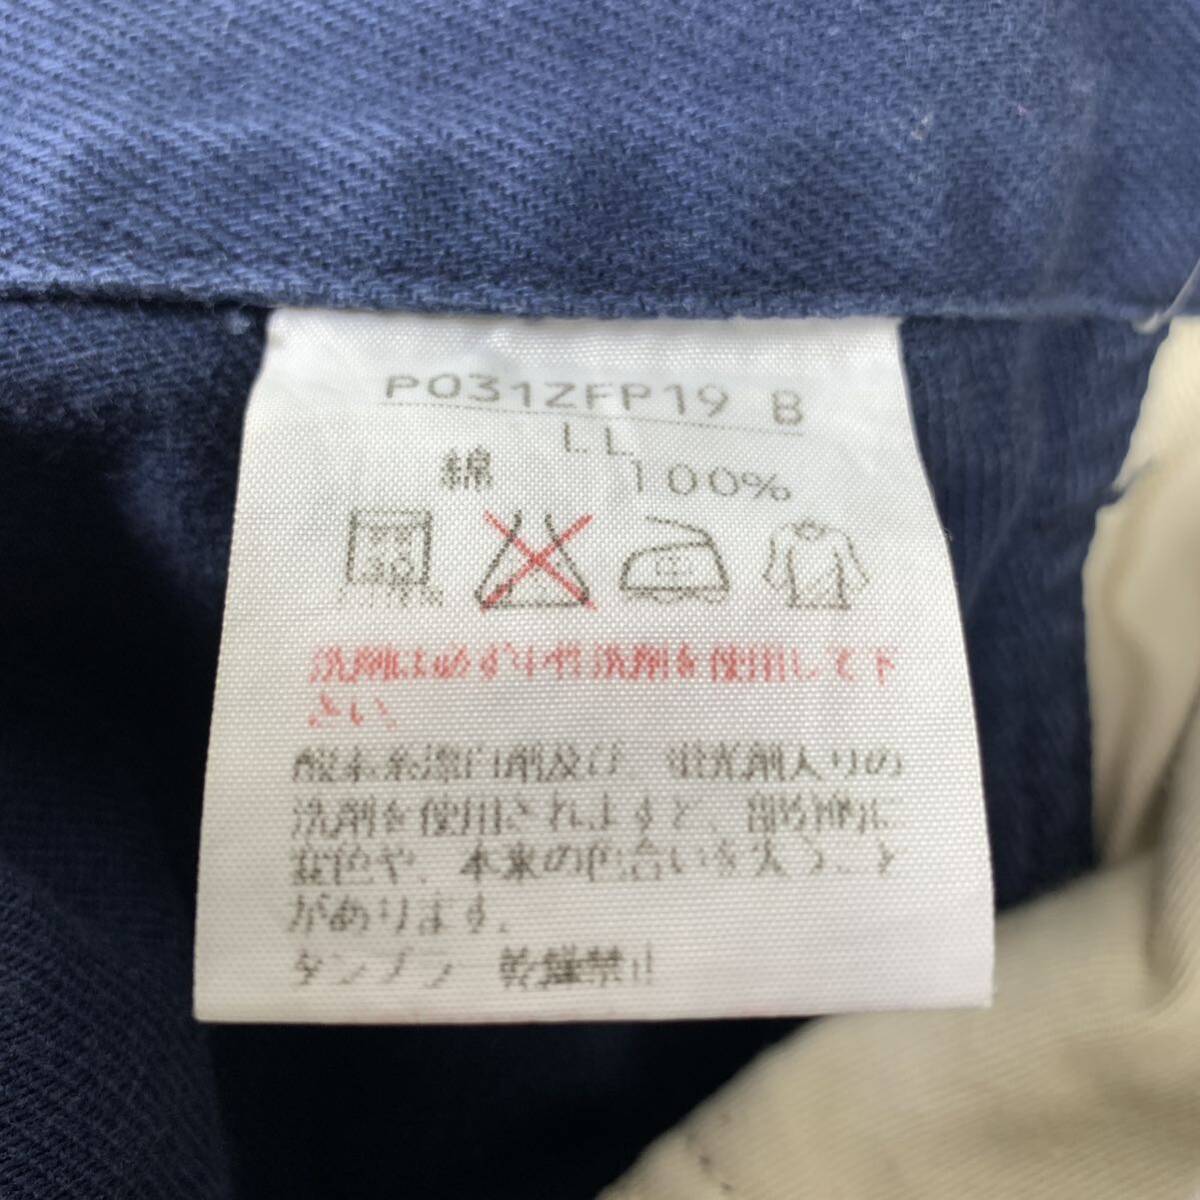 P031ZFP19 B
LL
綿 100%
40
洗剤は必ず中性洗剤を使用して下
さい。
酸素系漂白剤及び、蛍光剤入りの
洗剤を使用されますと、部分的に
変色や、本来の色合いを失うこと
があります。
タンブラー乾燥禁止